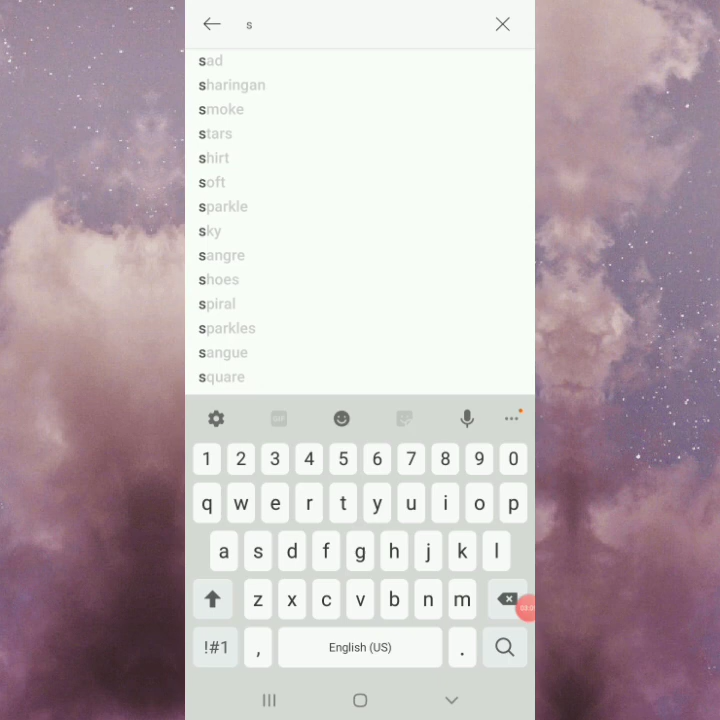 s
sad
sharingan
smoke
stars
shirt
soft
sparkle
sky
sangre
shoes
spiral
sparkles
sangue
square
GIF
1 2 3 4 5 6 7 8 9 0
q w e r t y u i o p
a s d f g h j k l
z x c v b n m
!#1 , English (US) .